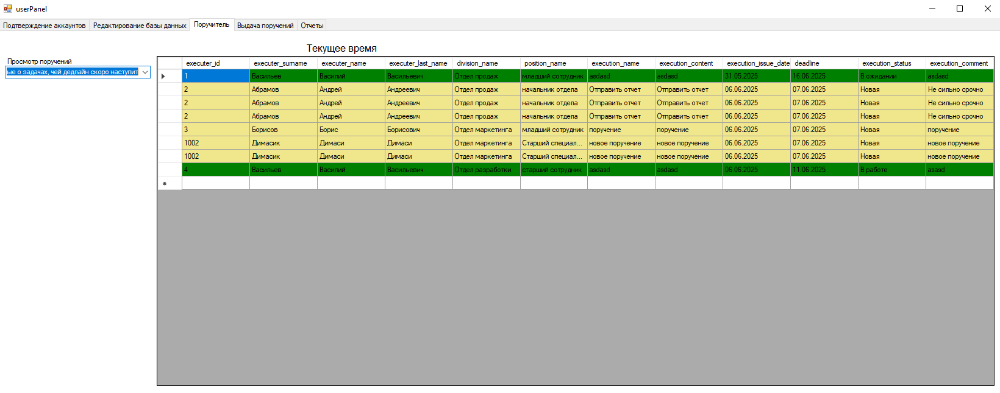 userPanel
Подтверждение аккаунтов Редактирование базы данных Поручитель Выдача поручений Отчеты
Текущее время
Просмотр поручений
ые о задачах, чей дедлайн скоро наступит
executer_id executer_surname executer_name executer_last_name division_name position_name execution_name execution_content execution_issue_date deadline execution_status execution_comment
1 Васильев Василий Васильевич Отдел продаж младший сотрудник asdasd asdasd 31.05.2025 16.06.2025 В ожидании asdasd
2 Абрамов Андрей Андреевич Отдел продаж начальник отдела Отправить отчет Отправить отчет 06.06.2025 07.06.2025 Новая Не сильно срочно
2 Абрамов Андрей Андреевич Отдел продаж начальник отдела Отправить отчет Отправить отчет 06.06.2025 07.06.2025 Новая Не сильно срочно
2 Абрамов Андрей Андреевич Отдел продаж начальник отдела Отправить отчет Отправить отчет 06.06.2025 07.06.2025 Новая Не сильно срочно
3 Борисов Борис Борисович Отдел маркетинга младший сотрудник поручение поручение 06.06.2025 07.06.2025 Новая поручение
1002 Димасик Димаси Димаси Отдел маркетинга Старший специал... новое поручение новое поручение 06.06.2025 07.06.2025 Новая новое поручение
1002 Димасик Димаси Димаси Отдел маркетинга Старший специал... новое поручение новое поручение 06.06.2025 07.06.2025 Новая новое поручение
4 Васильев Василий Васильевич Отдел разработки старший сотрудник asdasd asdasd 06.06.2025 11.06.2025 В работе asasd